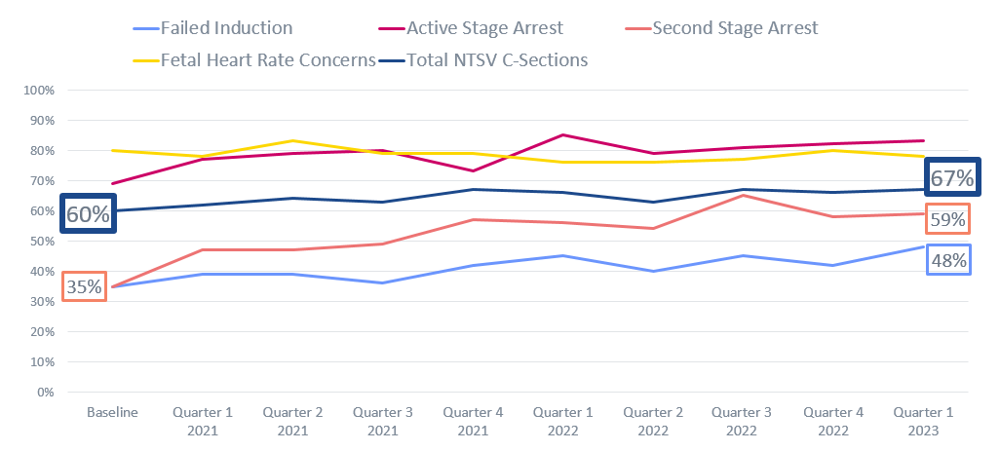 Failed Induction
Active Stage Arrest
Second Stage Arrest
Fetal Heart Rate Concerns
Total NTSV C-Sections
100%
90%
80%
70%
60%
50%
40%
30%
20%
10%
0%
60%
35%
67%
59%
48%
Baseline
Quarter 1
2021
Quarter 2
2021
Quarter 3
2021
Quarter 4
2021
Quarter 1
2022
Quarter 2
2022
Quarter 3
2022
Quarter 4
2022
Quarter 1
2023